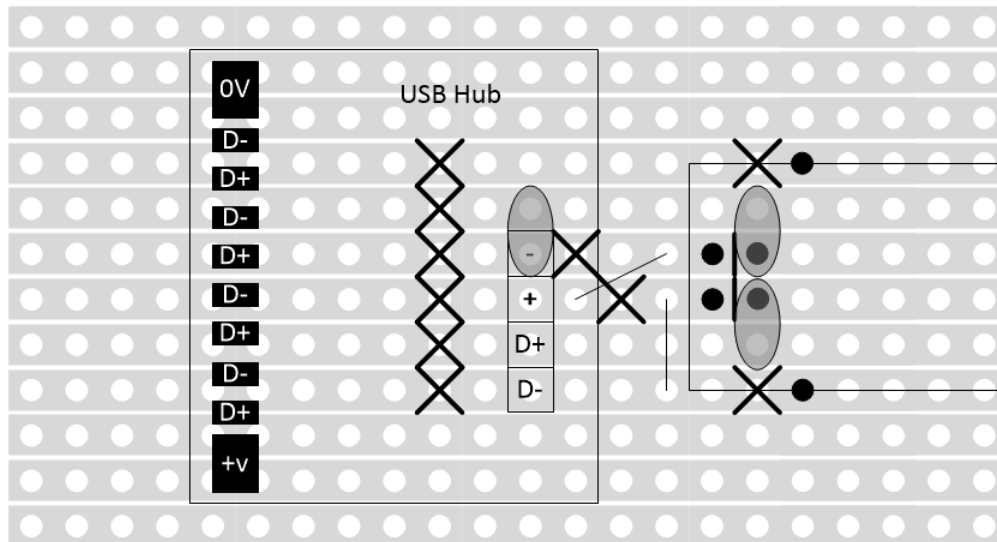 0V
USB Hub
D-
D+
D-
D+
D-
D+
D-
D+
+v
-
+
D+
D-